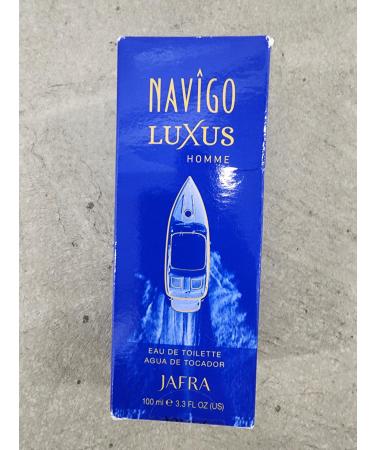 NAVÎGO
LUXUS
HOMME
EAU DE TOILETTE
AGUA DE TOCADOR
JAFRA
100 ml ℮ 3.3 FL OZ (US)